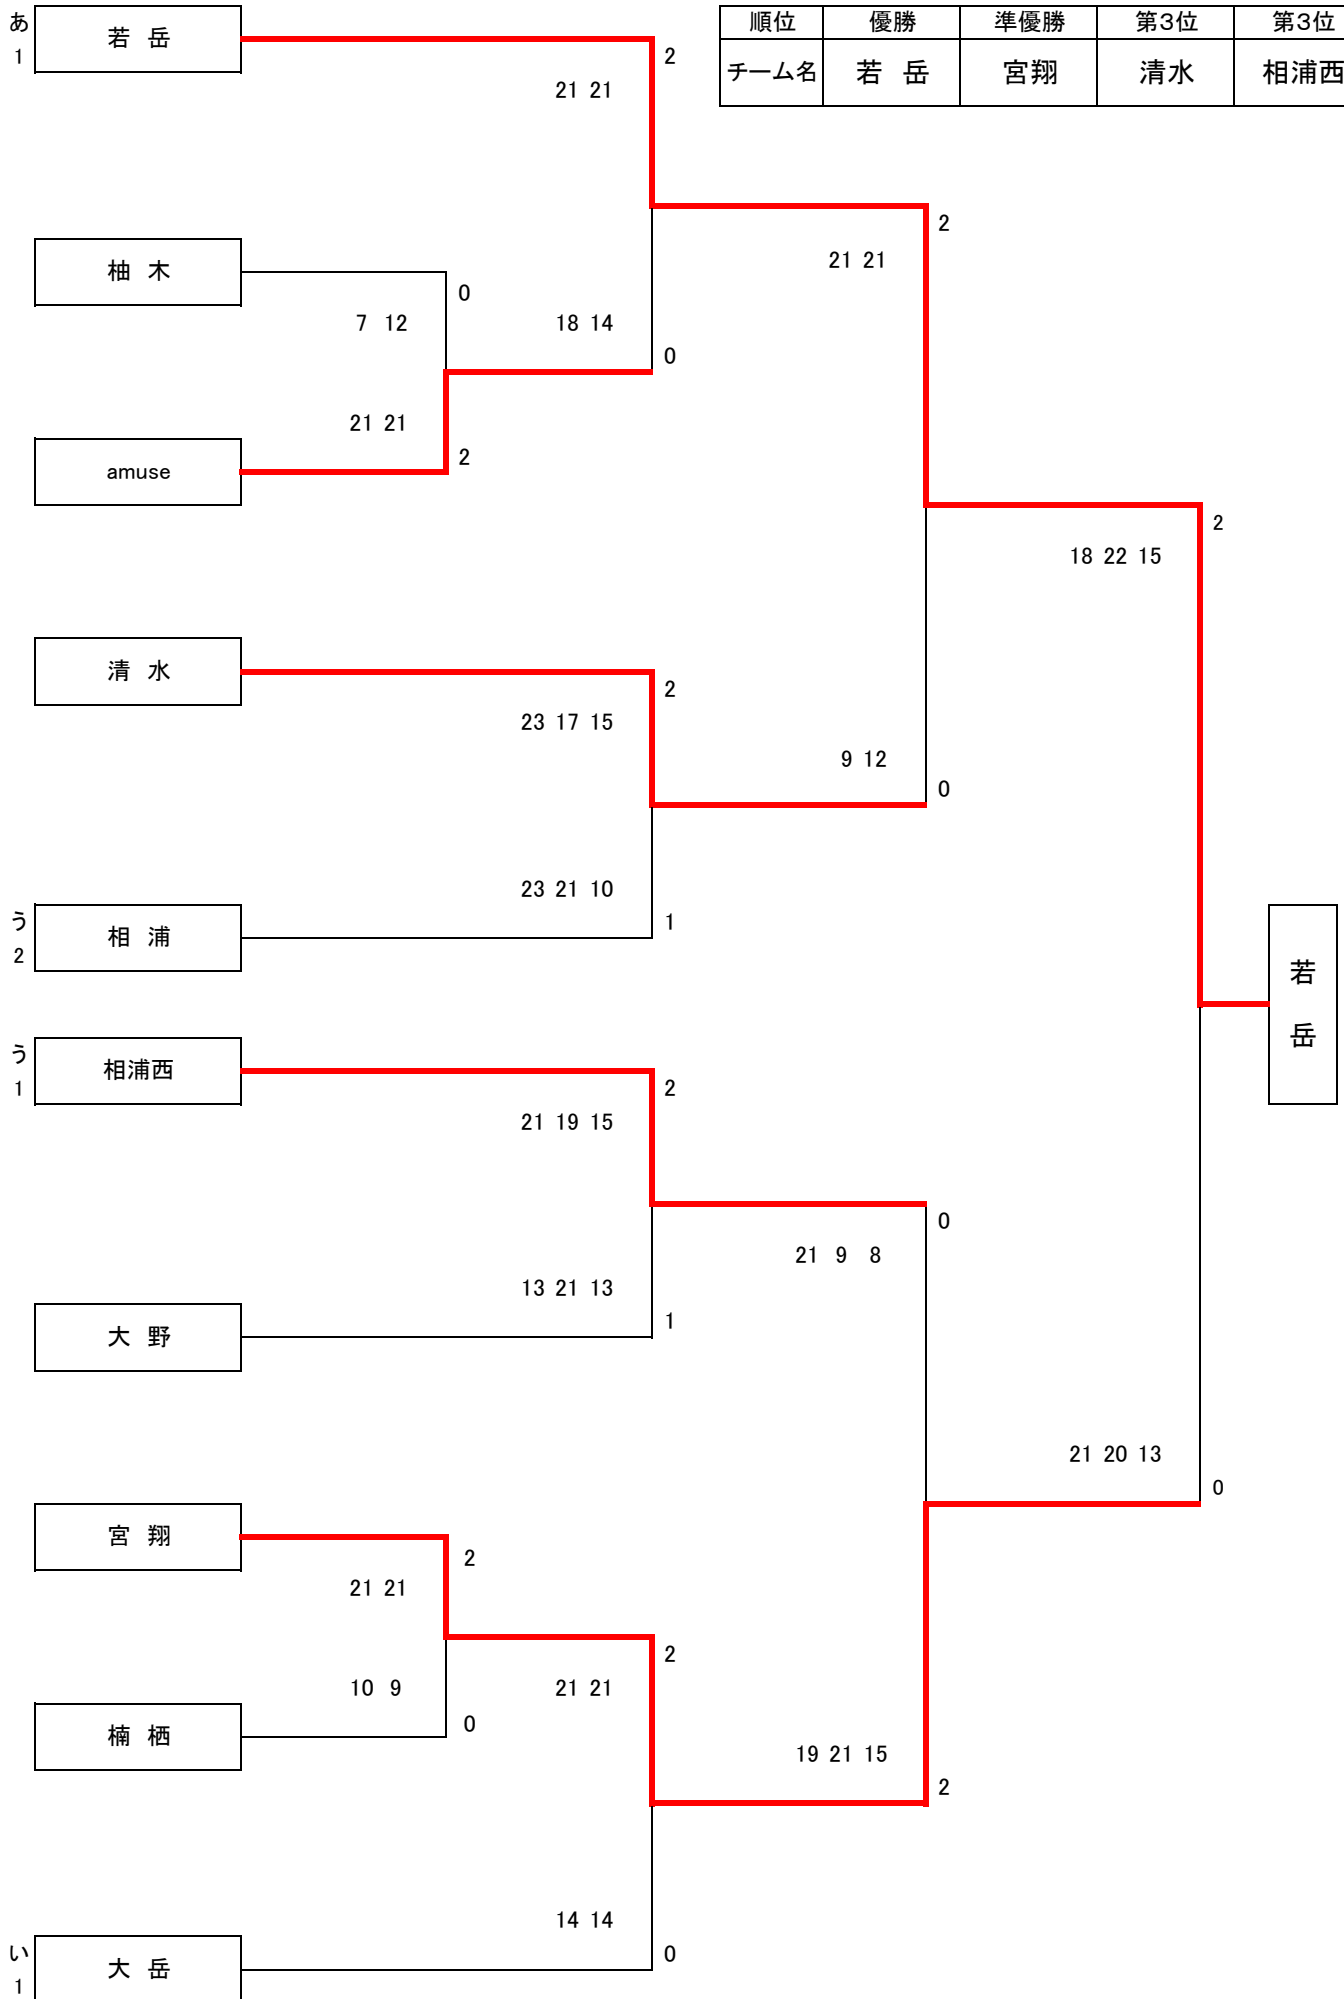 順位 優勝 準優勝 第3位 第3位
チーム名 若 岳 宮翔 清水 相浦西
あ
1
若 岳
2
21 21
2
21 21
柚 木
0
7 12
18 14
0
21 21
2
amuse
2
18 22 15
清 水
2
23 17 15
9 12
0
23 21 10
1
う
2
相 浦
若
岳
う
1
相浦西
2
21 19 15
0
21 9 8
13 21 13
1
大 野
21 20 13
0
宮 翔
2
21 21
2
10 9
21 21
0
楠 栖
19 21 15
2
14 14
0
い
1
大 岳